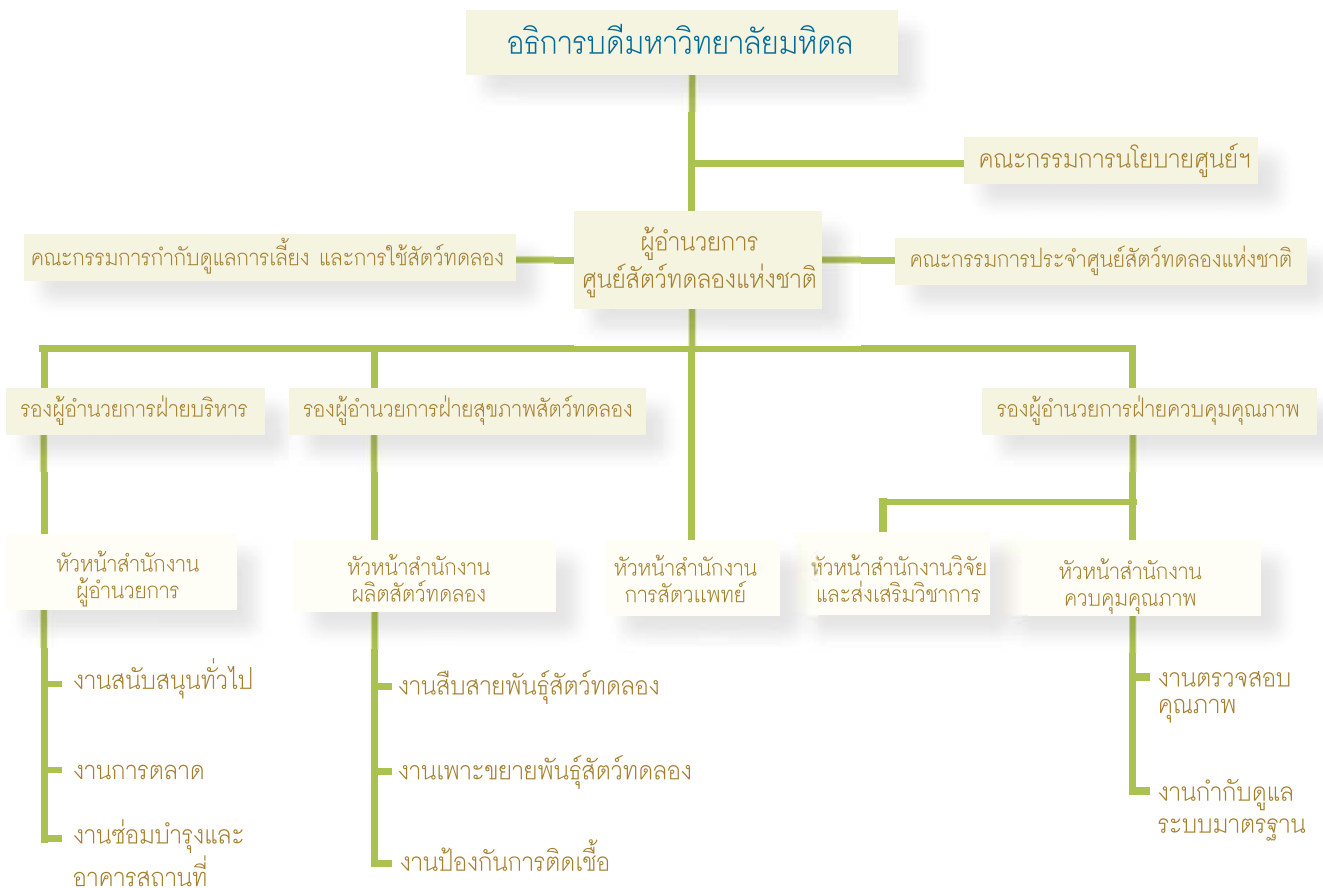 อธิการบดีมหาวิทยาลัยมหิดล
คณะกรรมการนโยบายศูนย์ฯ
คณะกรรมการกำกับดูแลการเลี้ยง และการใช้สัตว์ทดลอง
ผู้อำนวยการ
ศูนย์สัตว์ทดลองแห่งชาติ
คณะกรรมการประจำศูนย์สัตว์ทดลองแห่งชาติ
รองผู้อำนวยการฝ่ายบริหาร
รองผู้อำนวยการฝ่ายสุขภาพสัตว์ทดลอง
รองผู้อำนวยการฝ่ายควบคุมคุณภาพ
หัวหน้าสำนักงาน
ผู้อำนวยการ
หัวหน้าสำนักงาน
ผลิตสัตว์ทดลอง
หัวหน้าสำนักงาน
การสัตวแพทย์
หัวหน้าสำนักงานวิจัย
และส่งเสริมวิชาการ
หัวหน้าสำนักงาน
ควบคุมคุณภาพ
งานสนับสนุนทั่วไป
งานการตลาด
งานซ่อมบำรุงและ
อาคารสถานที่
งานสืบสายพันธุ์สัตว์ทดลอง
งานเพาะขยายพันธุ์สัตว์ทดลอง
งานป้องกันการติดเชื้อ
งานตรวจสอบ
คุณภาพ
งานกำกับดูแล
ระบบมาตรฐาน